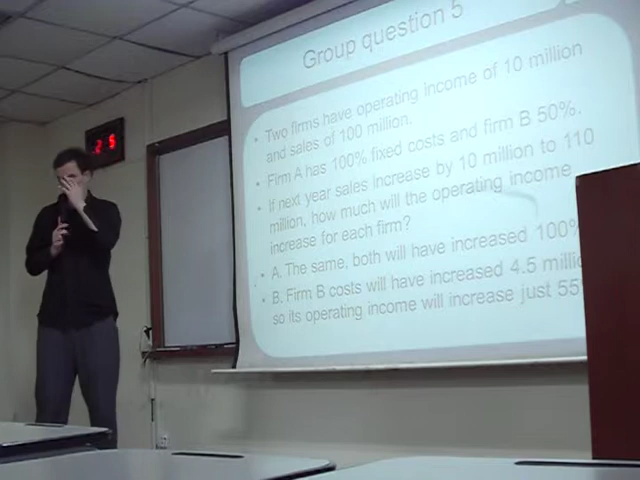 Group question 5
• Two firms have operating income of 10 million
and sales of 100 million.
• Firm A has 100% fixed costs and firm B 50%.
• If next year sales increase by 10 million to 110
million, how much will the operating income
increase for each firm?
• A. The same, both will have increased 100%
• B. Firm B costs will have increased 4.5 millio
so its operating income will increase just 55